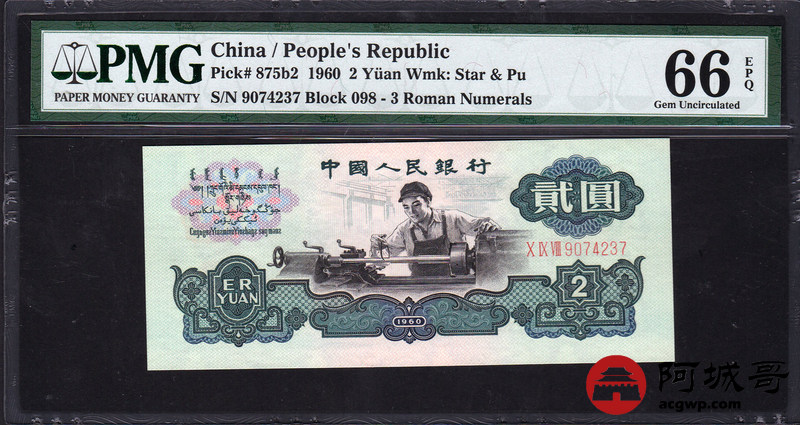 PMG
PAPER MONEY GUARANTY
China / People's Republic
Pick# 875b2 1960 2 Yüan Wmk: Star & Pu
S/N 9074237 Block 098 - 3 Roman Numerals
66 EPQ
Gem Uncirculated
中國人民銀行
貳圓
X IX VIII 9074237
ER
YUAN
1960
2
阿城哥
acgwp.com